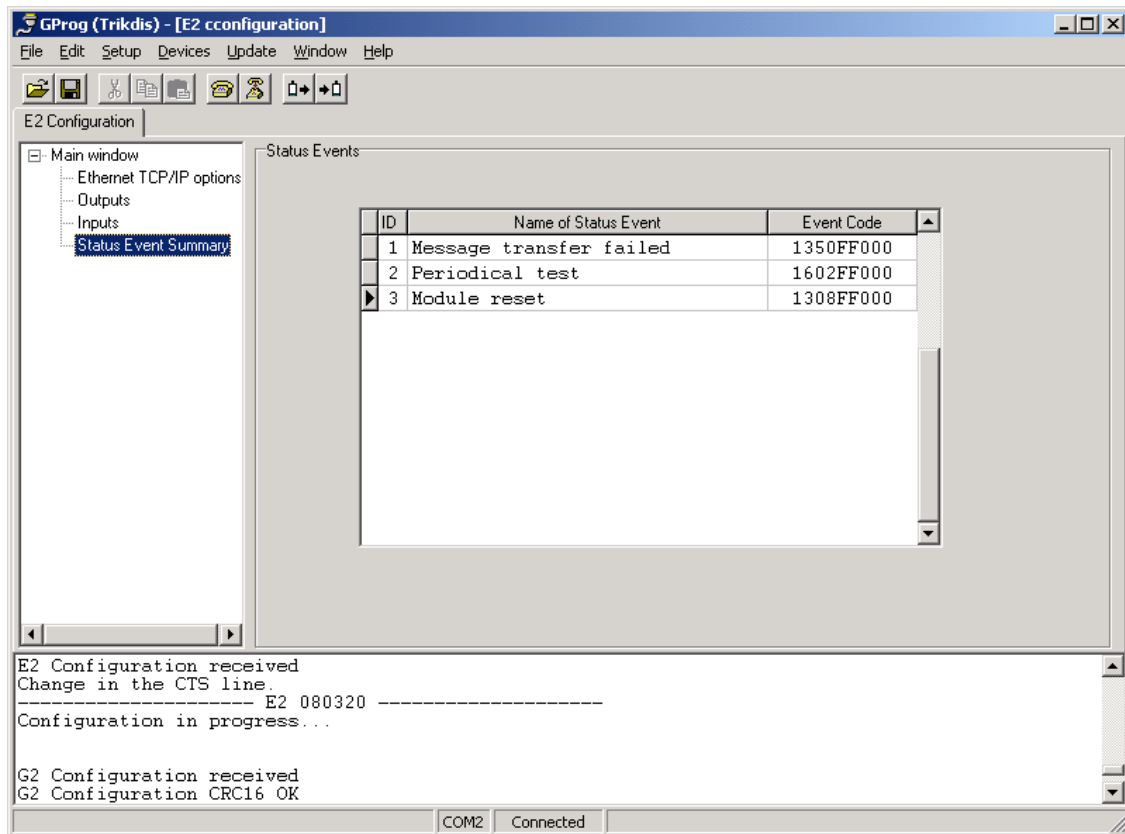 GProg (Trikdis) - [E2 cconfiguration]
File Edit Setup Devices Update Window Help
E2 Configuration
Main window
Ethernet TCP/IP options
Outputs
Inputs
Status Event Summary
Status Events
ID Name of Status Event Event Code
1 Message transfer failed 1350FF000
2 Periodical test 1602FF000
3 Module reset 1308FF000
E2 Configuration received
Change in the CTS line.
--------------------- E2 080320 --------------------
Configuration in progress...
G2 Configuration received
G2 Configuration CRC16 OK
COM2 Connected